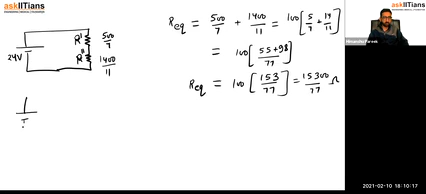 askIITians
askIITians
24V
R'
500/7
R''
1400/11
Req = 500/7 + 1400/11 = 100[5/7 + 14/11]
= 100[55+98/77]
Req = 100[153/77] = 15300/77 Ω
2021-02-10 18:10:17